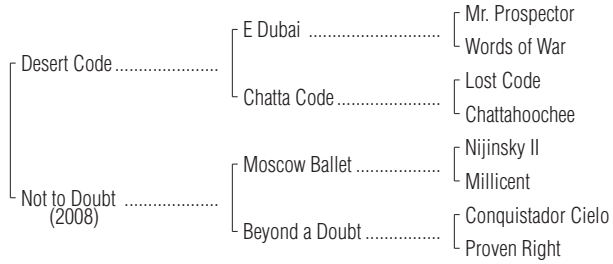 Mr. Prospector
E Dubai ......................
Words of War
Desert Code .....................
Lost Code
Chatta Code .................
Chattahoochee
Nijinsky II
Moscow Ballet ..............
Millicent
Not to Doubt ...................
(2008)
Conquistador Cielo
Beyond a Doubt ............
Proven Right